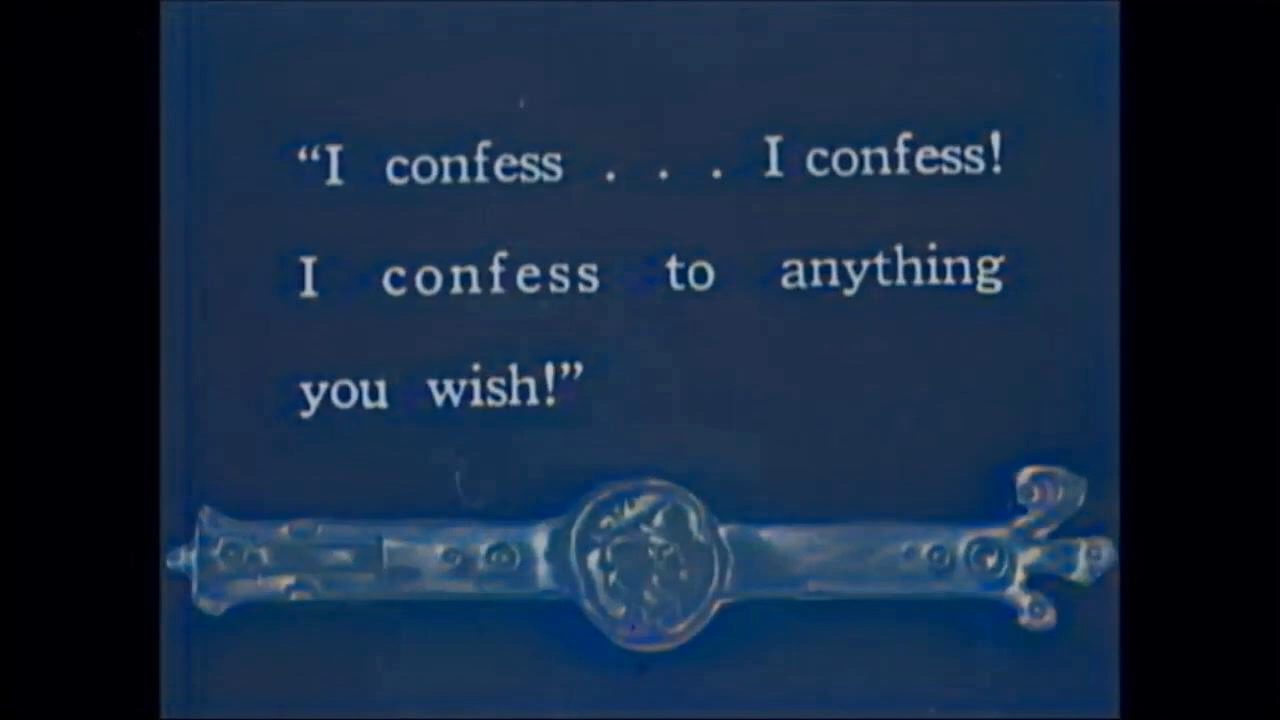 “I confess . . . I confess!
I confess to anything
you wish!”